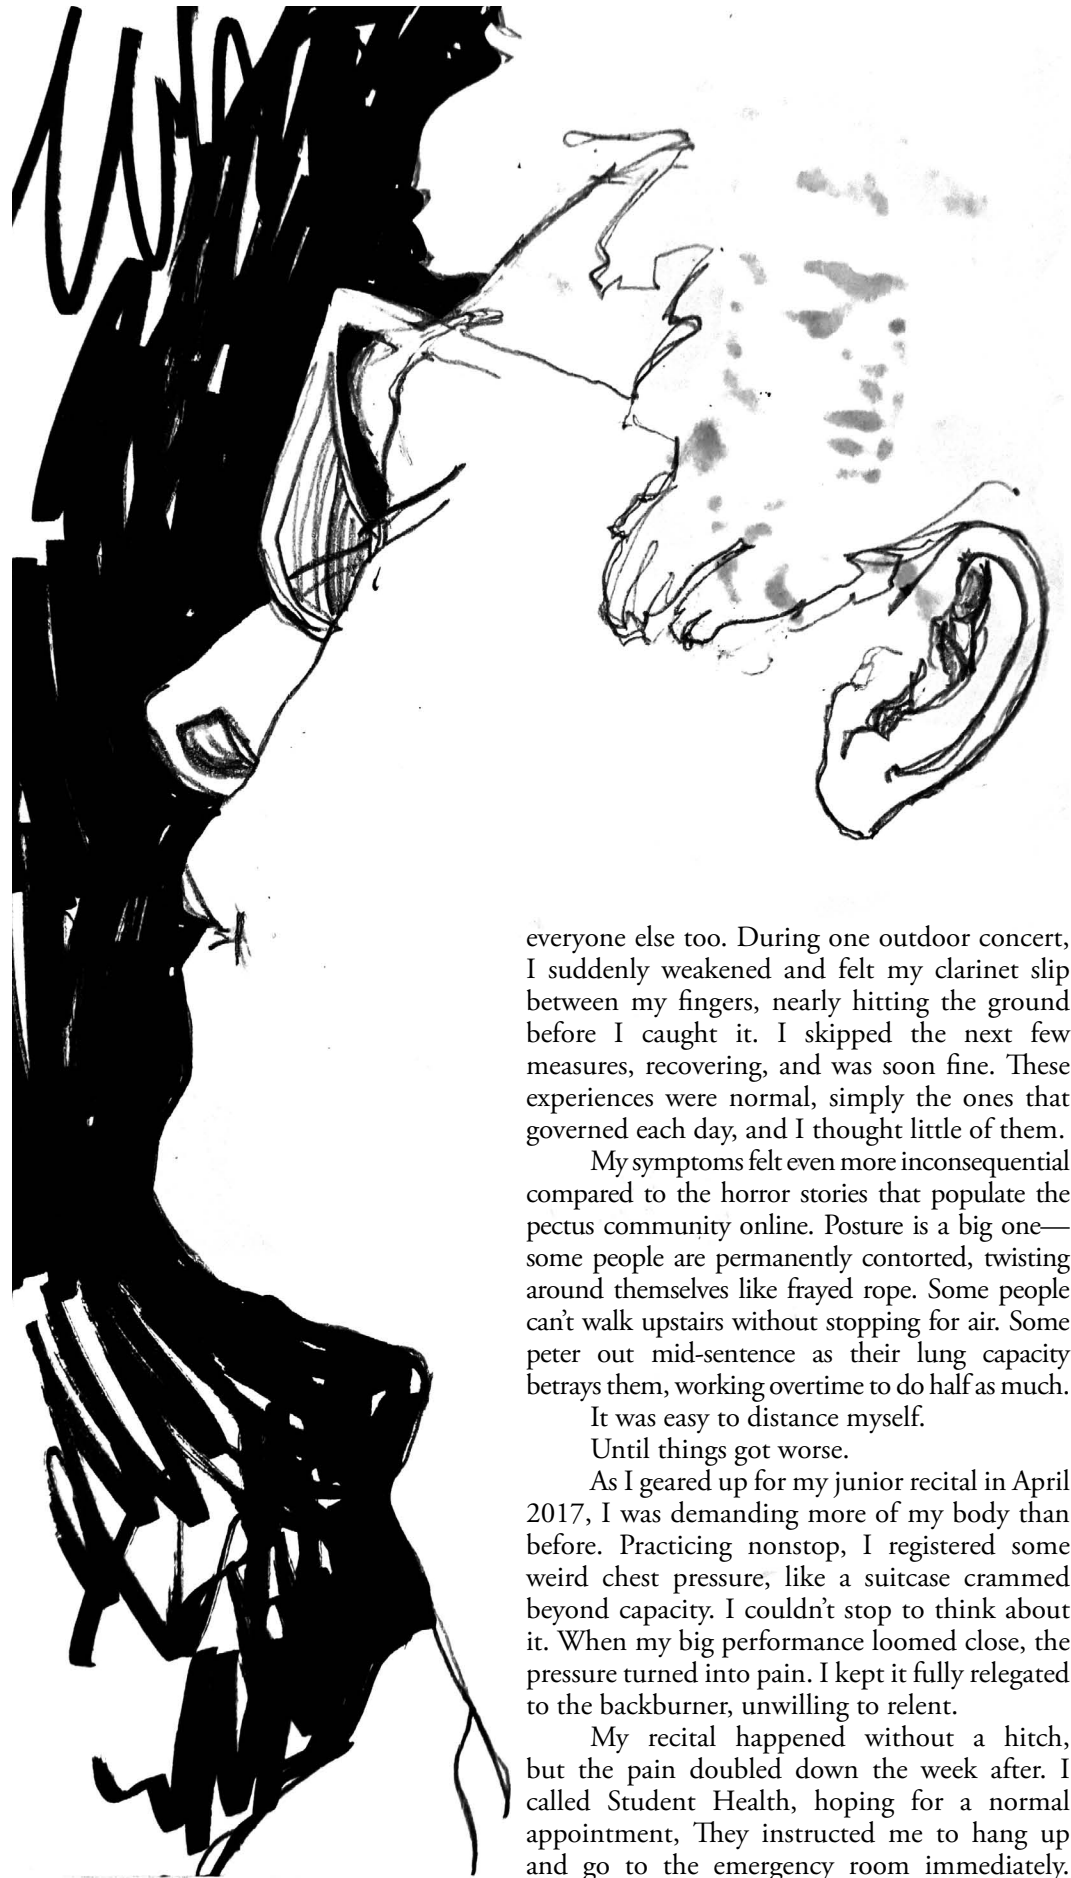 everyone else too. During one outdoor concert,
I suddenly weakened and felt my clarinet slip
between my fingers, nearly hitting the ground
before I caught it. I skipped the next few
measures, recovering, and was soon fine. These
experiences were normal, simply the ones that
governed each day, and I thought little of them.
My symptoms felt even more inconsequential
compared to the horror stories that populate the
pectus community online. Posture is a big one—
some people are permanently contorted, twisting
around themselves like frayed rope. Some people
can’t walk upstairs without stopping for air. Some
peter out mid-sentence as their lung capacity
betrays them, working overtime to do half as much.
It was easy to distance myself.
Until things got worse.
As I geared up for my junior recital in April
2017, I was demanding more of my body than
before. Practicing nonstop, I registered some
weird chest pressure, like a suitcase crammed
beyond capacity. I couldn’t stop to think about
it. When my big performance loomed close, the
pressure turned into pain. I kept it fully relegated
to the backburner, unwilling to relent.
My recital happened without a hitch,
but the pain doubled down the week after. I
called Student Health, hoping for a normal
appointment, They instructed me to hang up
and go to the emergency room immediately.